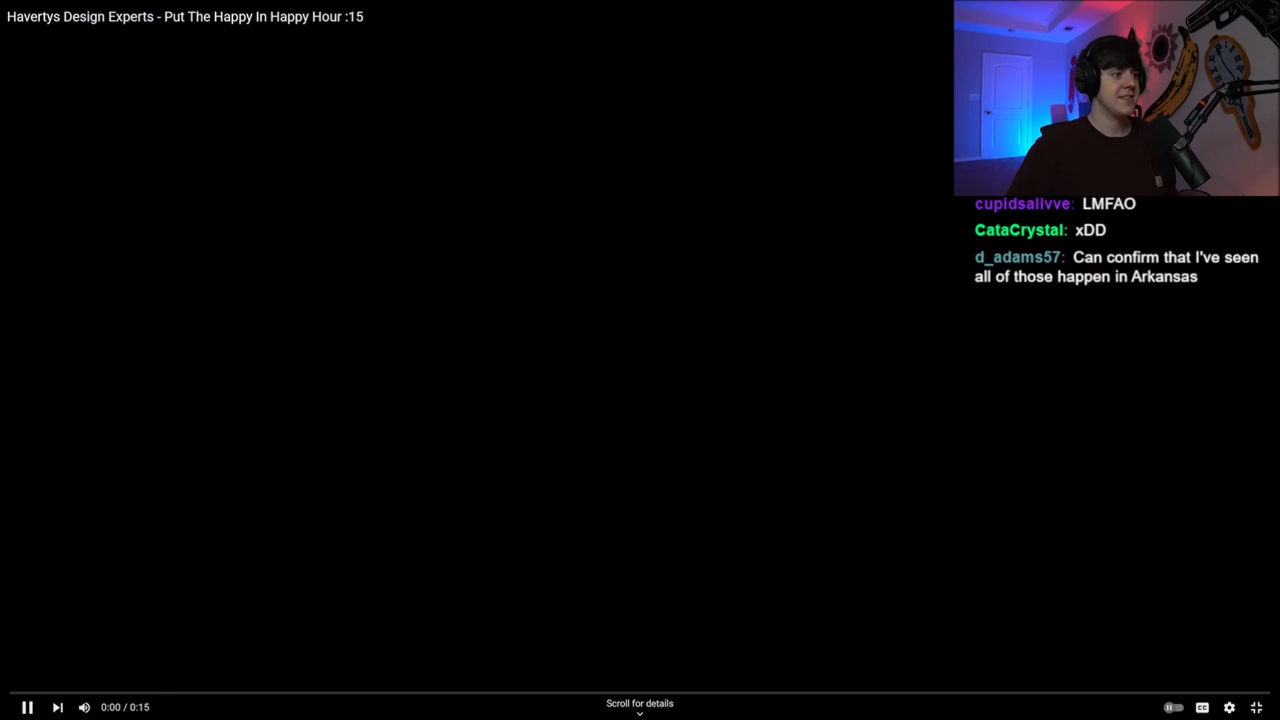 Havertys Design Experts - Put The Happy In Happy Hour :15
cupidsalivve: LMFAO
CataCrystal: xDD
d_adams57: Can confirm that I've seen
all of those happen in Arkansas
0:00 / 0:15
Scroll for details
CC